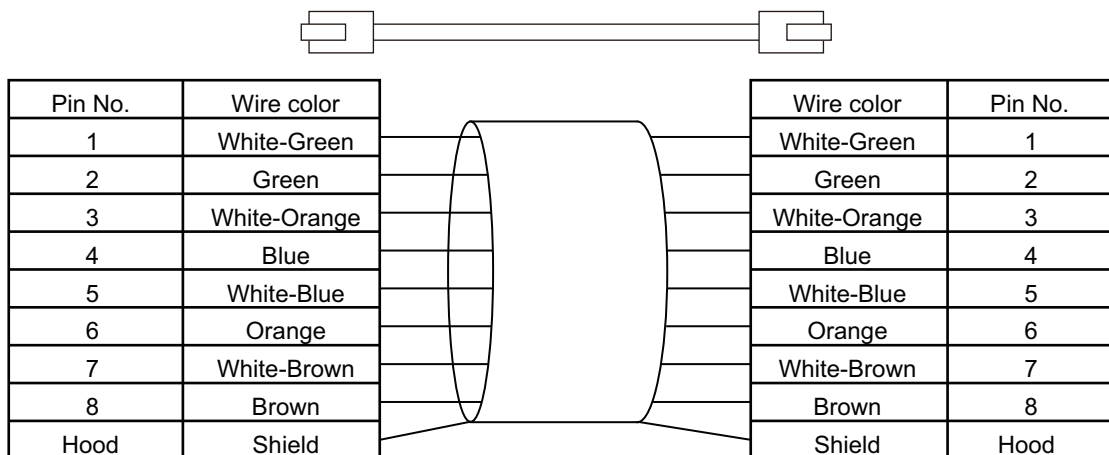 Pin No. Wire color Wire color Pin No.
1 White-Green White-Green 1
2 Green Green 2
3 White-Orange White-Orange 3
4 Blue Blue 4
5 White-Blue White-Blue 5
6 Orange Orange 6
7 White-Brown White-Brown 7
8 Brown Brown 8
Hood Shield Shield Hood